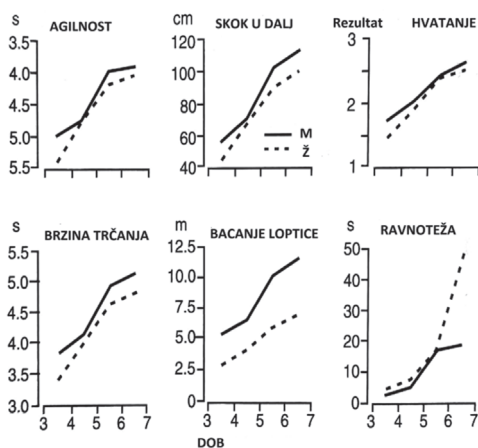 s AGILNOST
3.5
4.0
4.5
5.0
5.5
cm SKOK U DALJ
120
100
80
60
40
M
Ž
Rezultat HVATANJE
3
2
1
s BRZINA TRČANJA
5.5
5.0
4.5
4.0
3.5
3.0
3 4 5 6 7
m BACANJE LOPTICE
12.5
10.0
7.5
5.0
2.5
0
3 4 5 6 7
DOB
s RAVNOTEŽA
50
40
30
20
10
0
3 4 5 6 7